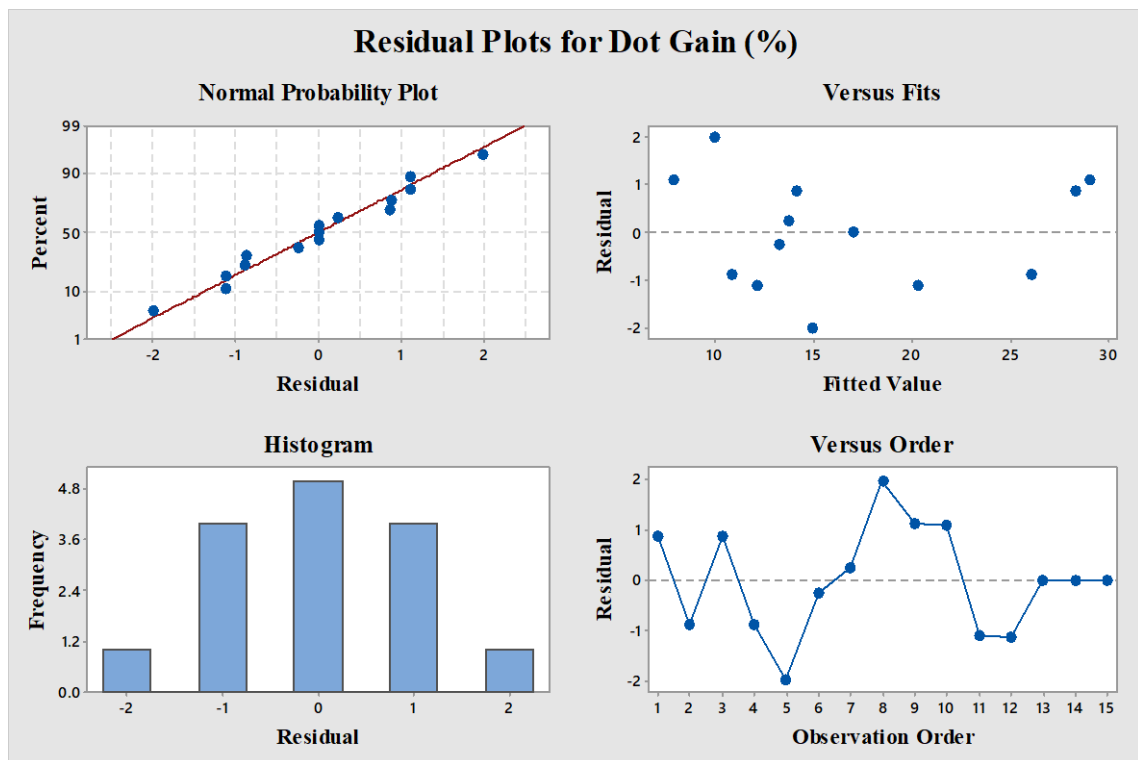 Residual Plots for Dot Gain (%)
Normal Probability Plot
99
90
50
10
1
Percent
-2 -1 0 1 2
Residual
Versus Fits
2
1
0
-1
-2
Residual
10 15 20 25 30
Fitted Value
Histogram
4.8
3.6
2.4
1.2
0.0
Frequency
-2 -1 0 1 2
Residual
Versus Order
2
1
0
-1
-2
Residual
1 2 3 4 5 6 7 8 9 10 11 12 13 14 15
Observation Order